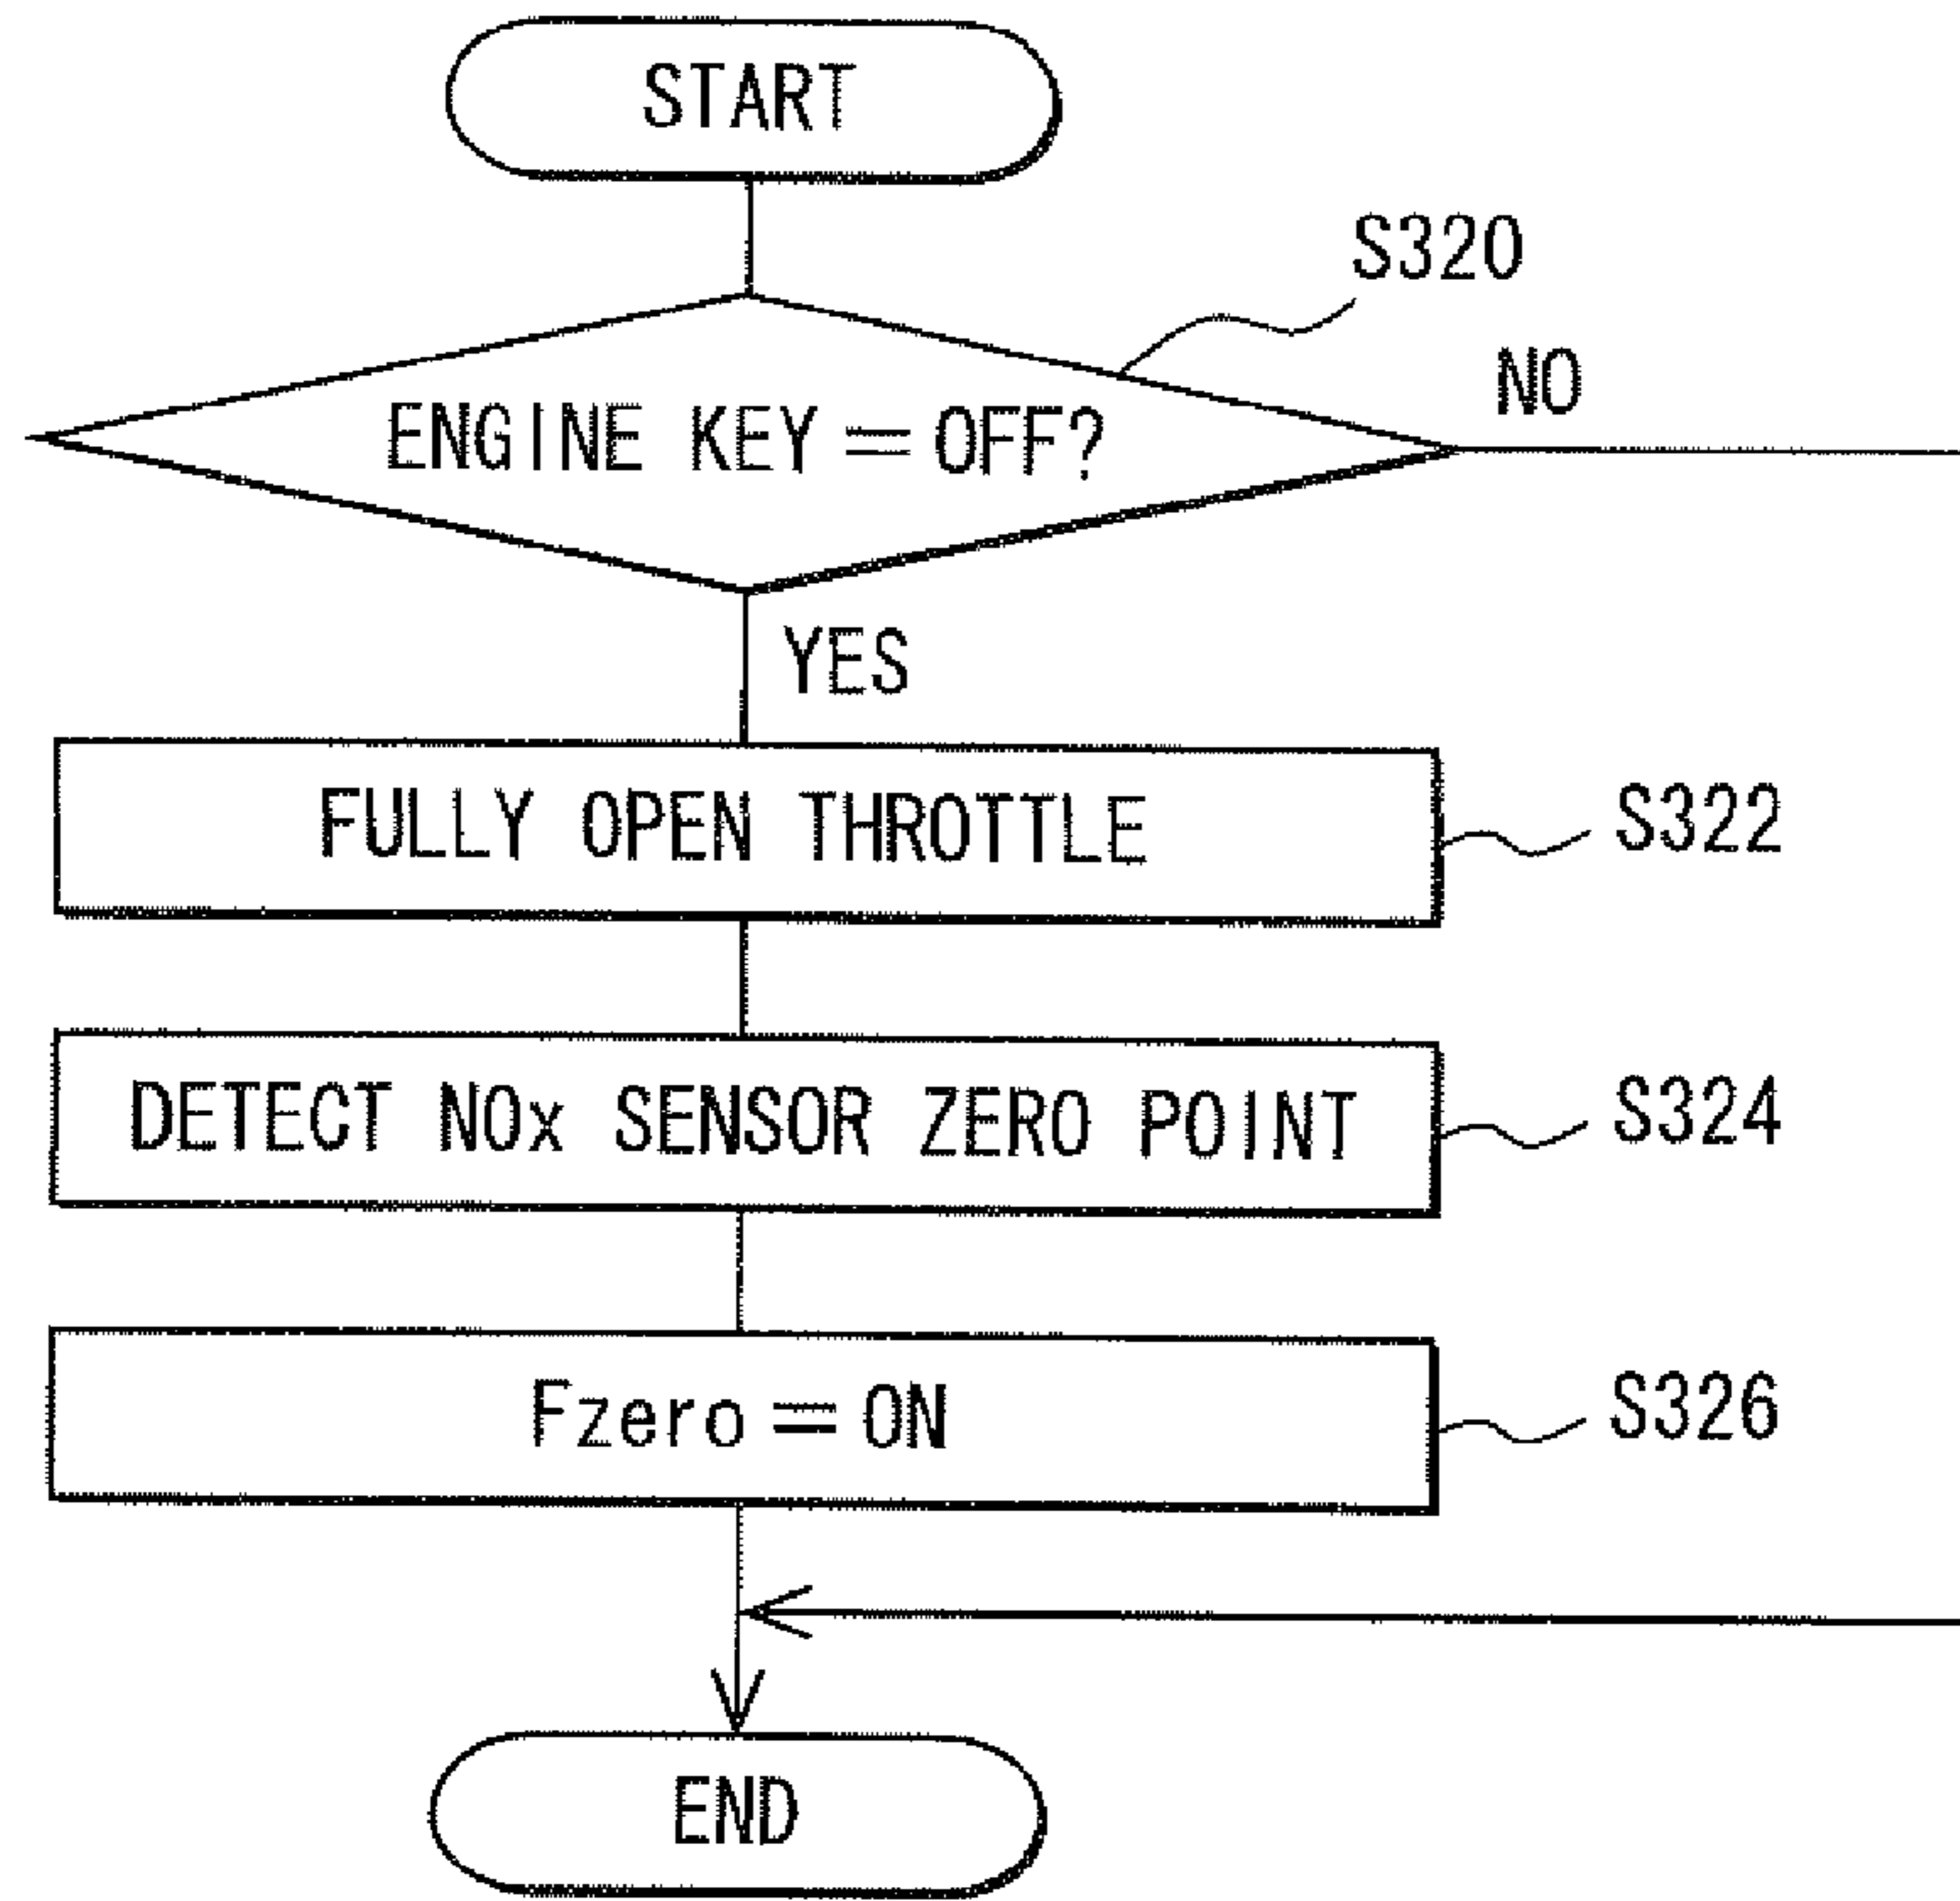 START
S320
NO
ENGINE KEY=OFF?
YES
FULLY OPEN THROTTLE
S322
DETECT NOx SENSOR ZERO POINT
S324
Fzero=ON
S326
END